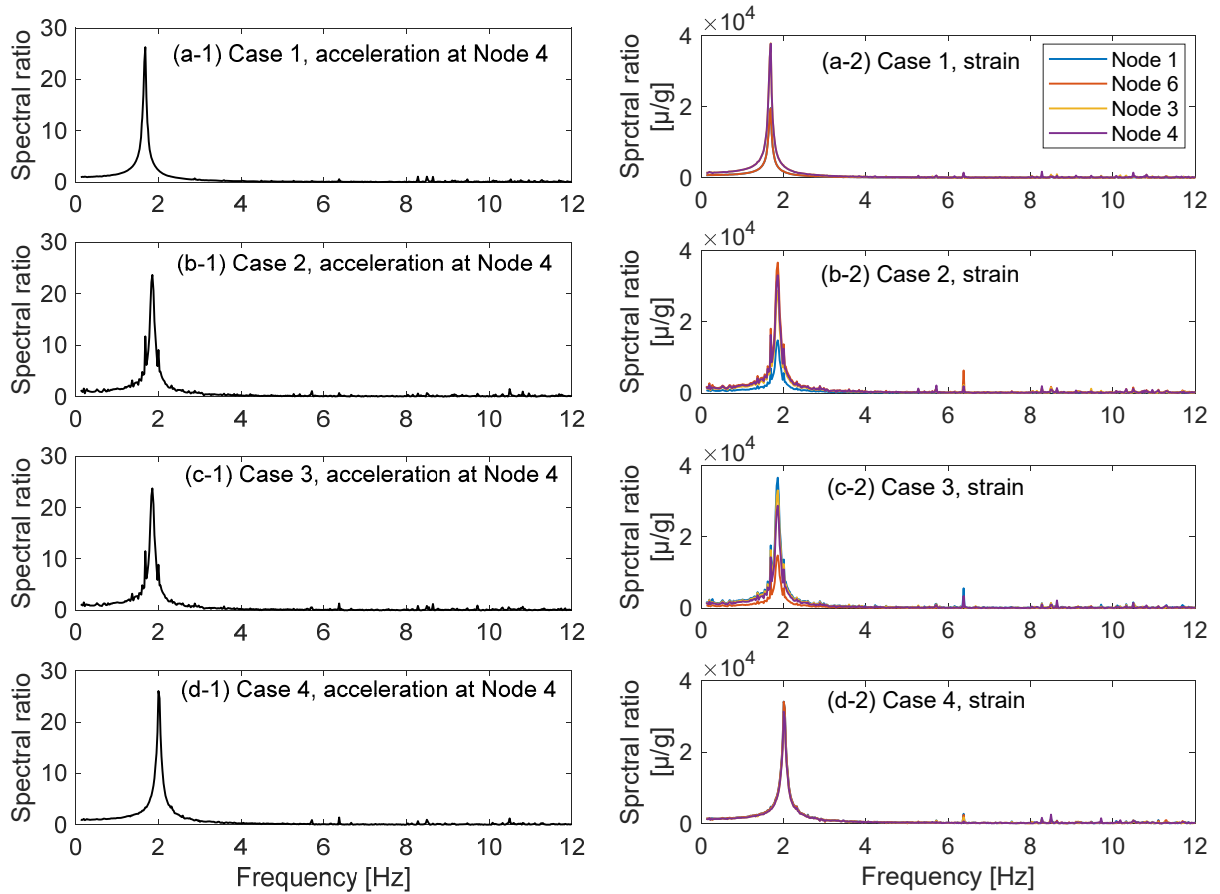 (a-1) Case 1, acceleration at Node 4
Spectral ratio
30
20
10
0
0 2 4 6 8 10 12
×10⁴
(a-2) Case 1, strain
Sprctral ratio
[µ/g]
4
2
0
0 2 4 6 8 10 12
Node 1
Node 6
Node 3
Node 4
(b-1) Case 2, acceleration at Node 4
Spectral ratio
30
20
10
0
0 2 4 6 8 10 12
×10⁴
(b-2) Case 2, strain
Sprctral ratio
[µ/g]
4
2
0
0 2 4 6 8 10 12
(c-1) Case 3, acceleration at Node 4
Spectral ratio
30
20
10
0
0 2 4 6 8 10 12
×10⁴
(c-2) Case 3, strain
Sprctral ratio
[µ/g]
4
2
0
0 2 4 6 8 10 12
(d-1) Case 4, acceleration at Node 4
Spectral ratio
30
20
10
0
0 2 4 6 8 10 12
Frequency [Hz]
×10⁴
(d-2) Case 4, strain
Sprctral ratio
[µ/g]
4
2
0
0 2 4 6 8 10 12
Frequency [Hz]